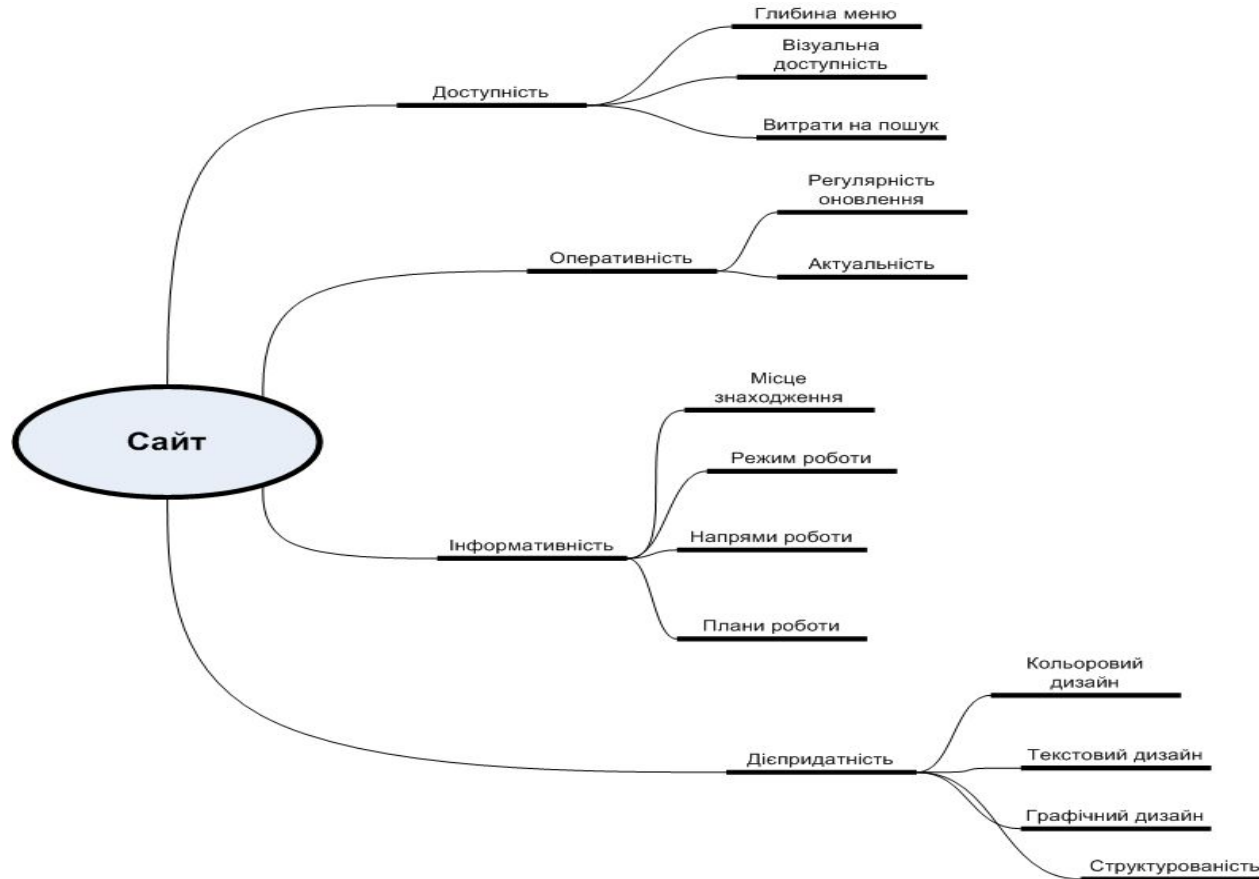 Глибина меню
Візуальна
доступність
Доступність
Витрати на пошук
Регулярність
оновлення
Оперативність
Актуальність
Сайт
Місце
знаходження
Режим роботи
Інформативність
Напрями роботи
Плани роботи
Кольоровий
дизайн
Дієпридатність
Текстовий дизайн
Графічний дизайн
Структурованість